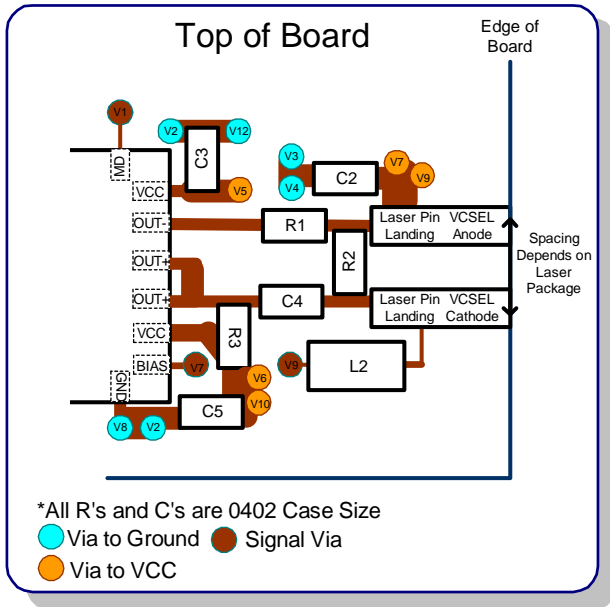 Top of Board
Edge of
Board
V1
V2
V12
V3
V4
V7
V9
C3
C2
MD
VCC
V5
OUT-
R1
Laser Pin VCSEL
Landing Anode
Spacing
Depends on
Laser
Package
R2
OUT+
OUT+
C4
Laser Pin VCSEL
Landing Cathode
VCC
R3
BIAS
V7
V9
L2
GND
V6
V10
C5
V8
V2
*All R's and C's are 0402 Case Size
Via to Ground
Signal Via
Via to VCC